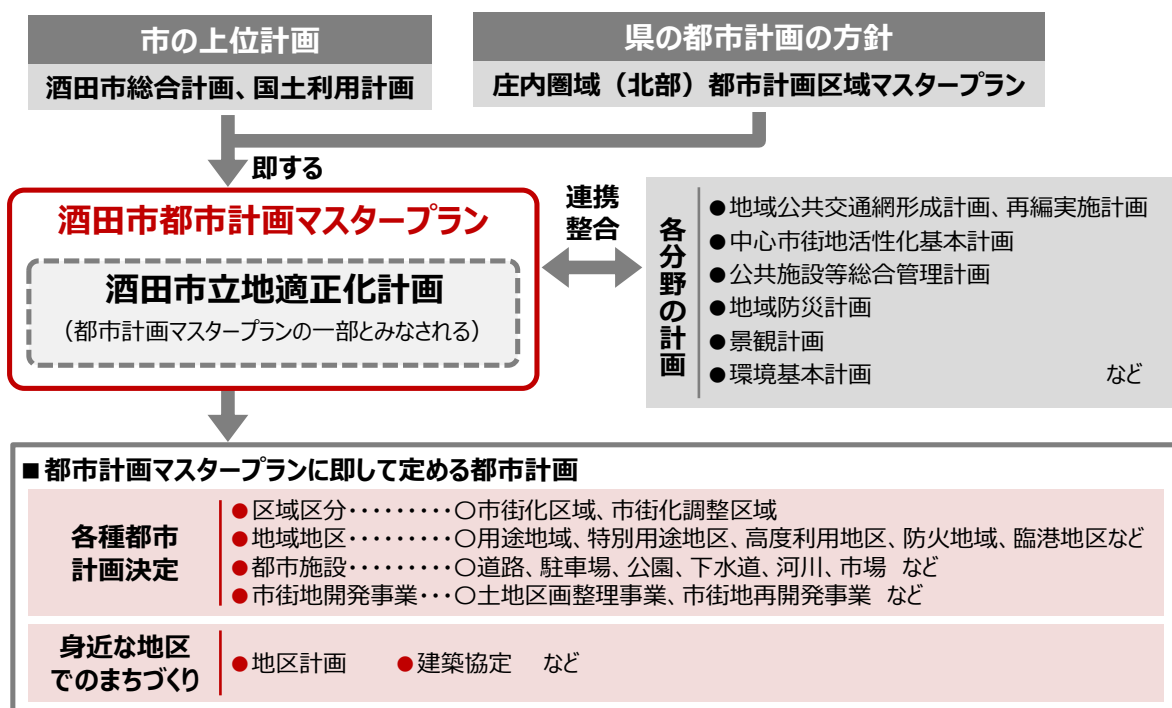 市の上位計画
酒田市総合計画、国土利用計画
県の都市計画の方針
庄内圏域（北部）都市計画区域マスタープラン
即する
酒田市都市計画マスタープラン
酒田市立地適正化計画
（都市計画マスタープランの一部とみなされる）
連携
整合
各分野の計画
●地域公共交通網形成計画、再編実施計画
●中心市街地活性化基本計画
●公共施設等総合管理計画
●地域防災計画
●景観計画
●環境基本計画 など
■都市計画マスタープランに即して定める都市計画
各種都市
計画決定
●区域区分・・・・・・・・・○市街化区域、市街化調整区域
●地域地区・・・・・・・・・○用途地域、特別用途地区、高度利用地区、防火地域、臨港地区など
●都市施設・・・・・・・・・○道路、駐車場、公園、下水道、河川、市場 など
●市街地開発事業・・・○土地区画整理事業、市街地再開発事業 など
身近な地区
でのまちづくり
●地区計画 ●建築協定 など